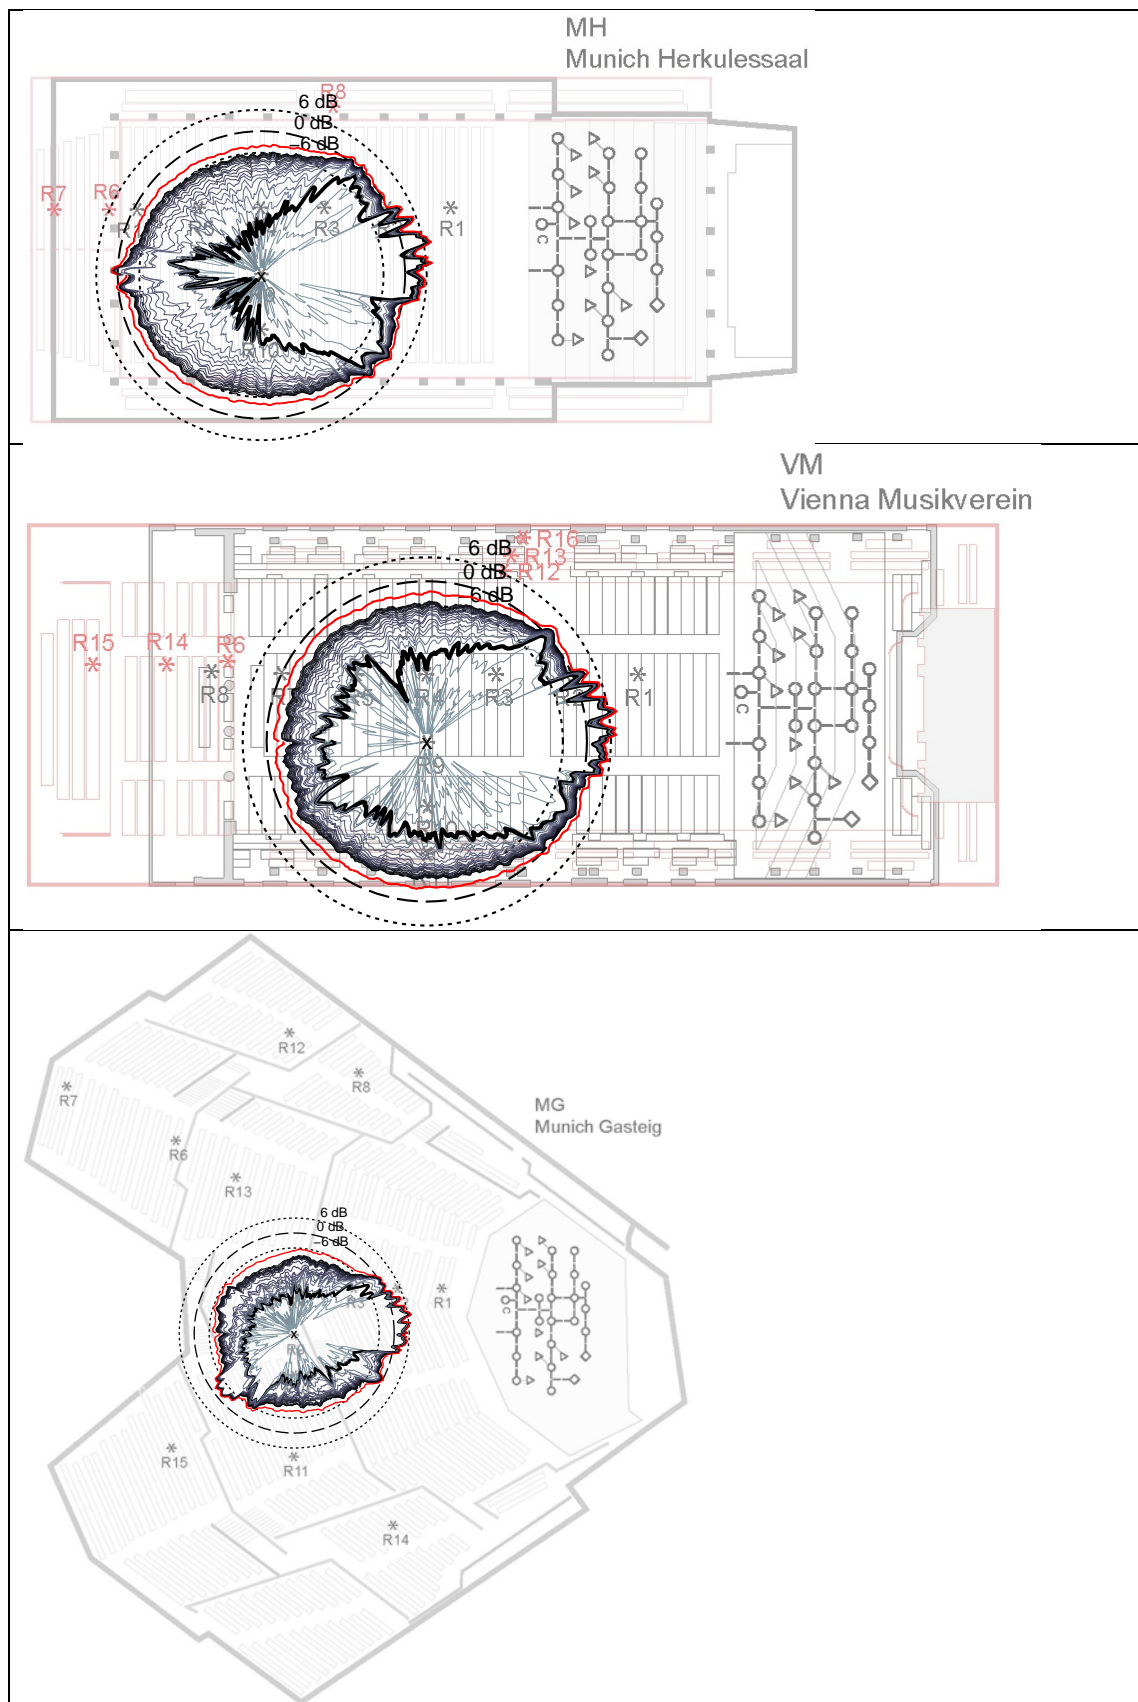 MH
Munich Herkulessaal
R8
6 dB
0 dB
−6 dB
R7
R6
R5
R3
R1
R10
C
VM
Vienna Musikverein
R16
6 dB
R13
0 dB
R12
−6 dB
R15
R14
R6
R8
R4
R3
R1
R9
C
R12
R8
R7
MG
Munich Gasteig
R6
R13
6 dB
0 dB
−6 dB
R3
R1
C
R15
R11
R14